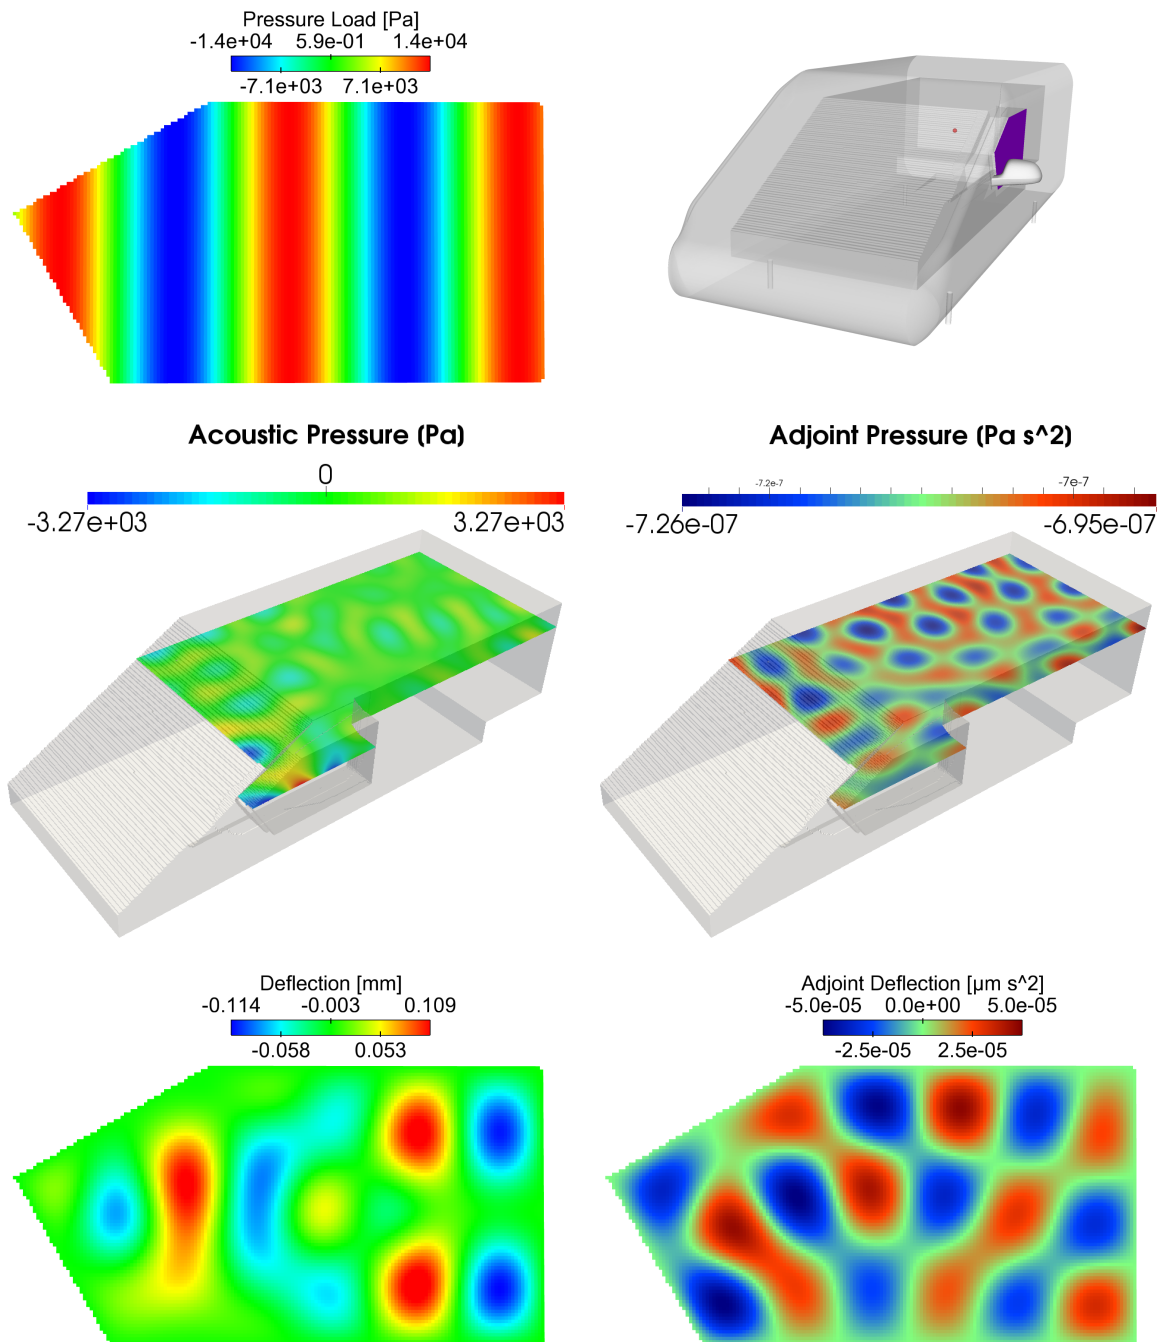 Pressure Load [Pa]
-1.4e+04 5.9e-01 1.4e+04
-7.1e+03 7.1e+03
Acoustic Pressure (Pa)
0
-3.27e+03 3.27e+03
Adjoint Pressure (Pa s^2)
-7.2e-7 -7e-7
-7.26e-07 -6.95e-07
Deflection [mm]
-0.114 -0.003 0.109
-0.058 0.053
Adjoint Deflection [µm s^2]
-5.0e-05 0.0e+00 5.0e-05
-2.5e-05 2.5e-05